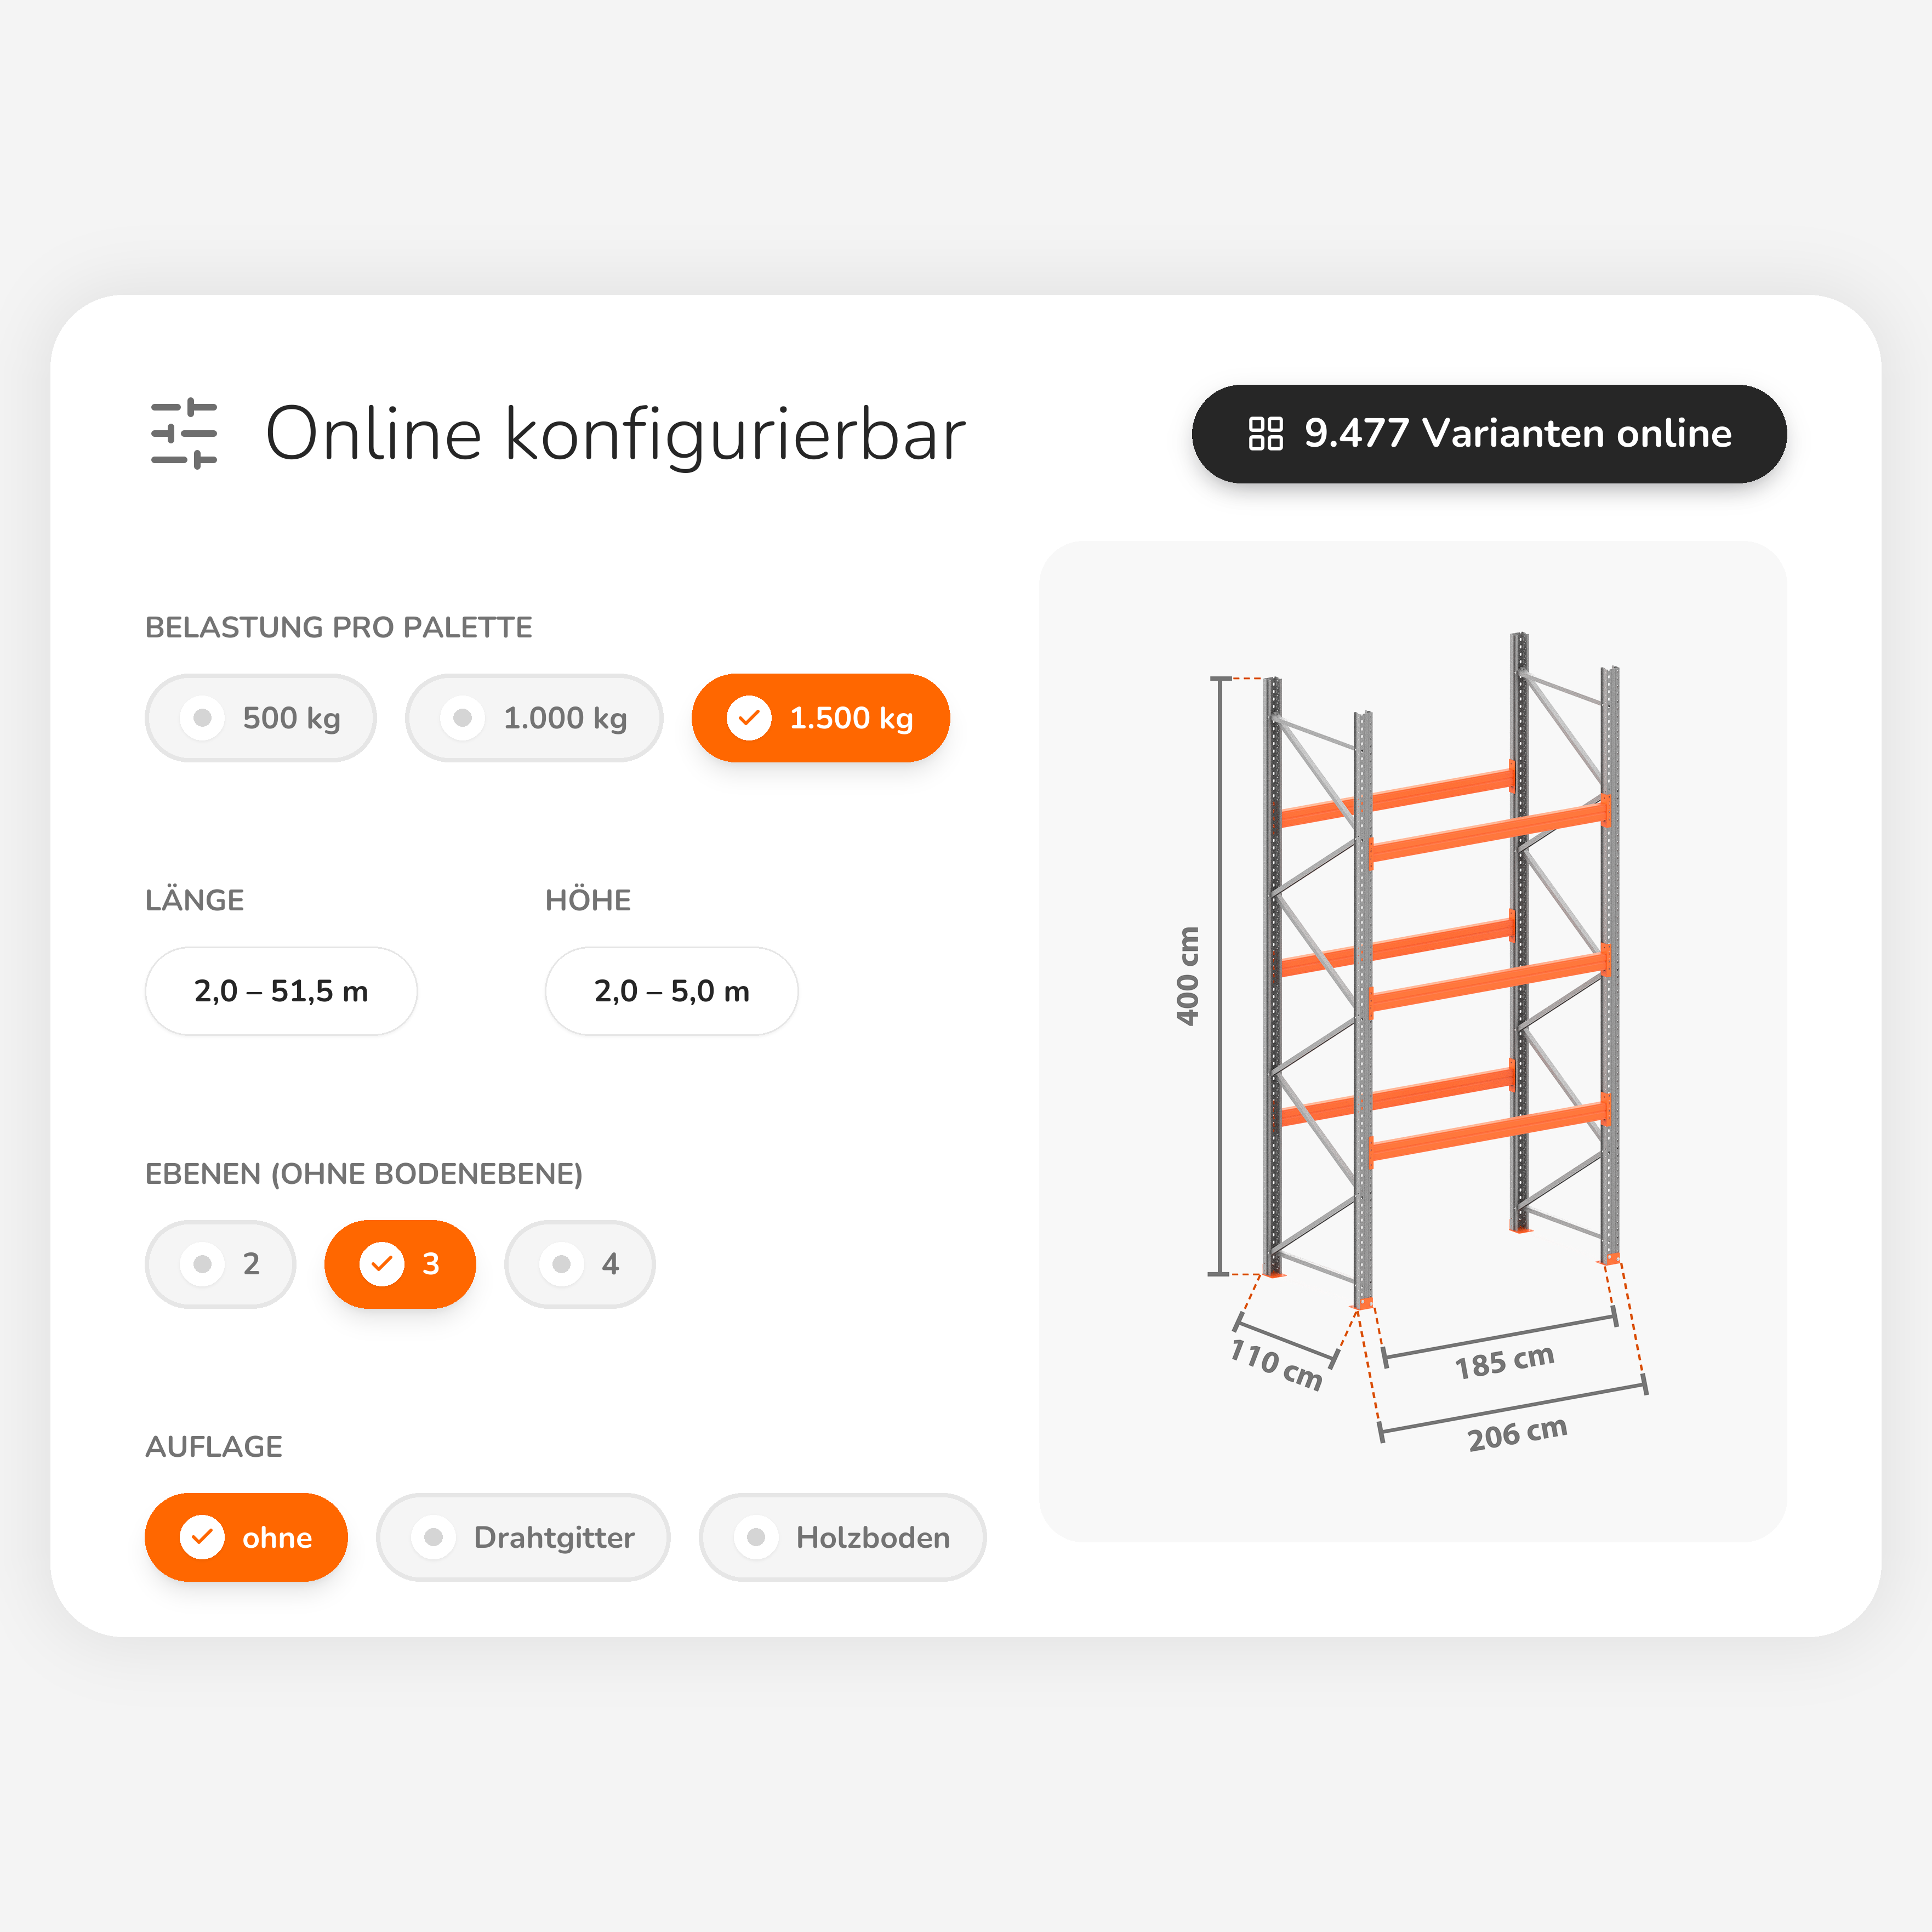 Online konfigurierbar
9.477 Varianten online
BELASTUNG PRO PALETTE
500 kg
1.000 kg
1.500 kg
LÄNGE
HÖHE
2,0 – 51,5 m
2,0 – 5,0 m
EBENEN (OHNE BODENEBENE)
2
3
4
AUFLAGE
ohne
Drahtgitter
Holzboden
400 cm
110 cm
185 cm
206 cm